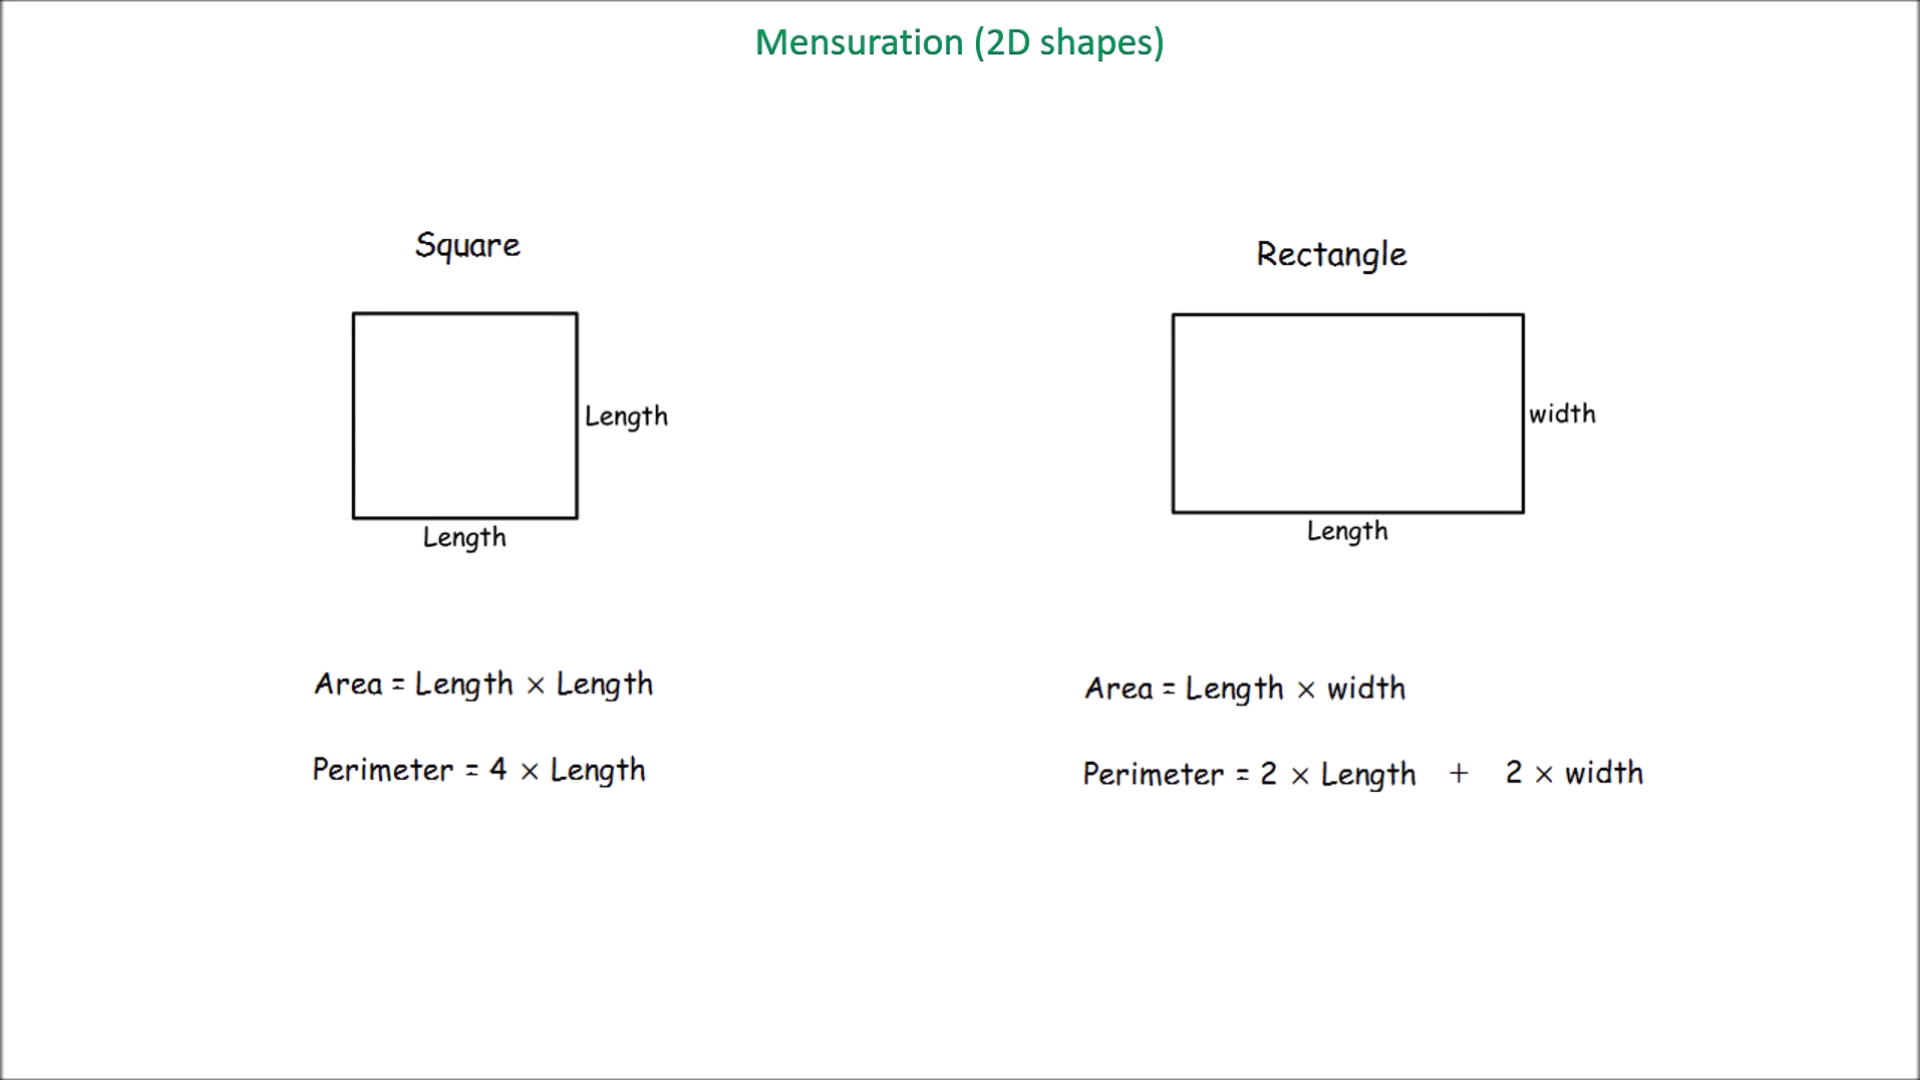 Mensuration (2D shapes)
Square
Length
Length
Area = Length × Length
Perimeter = 4 × Length
Rectangle
width
Length
Area = Length × width
Perimeter = 2 × Length + 2 × width